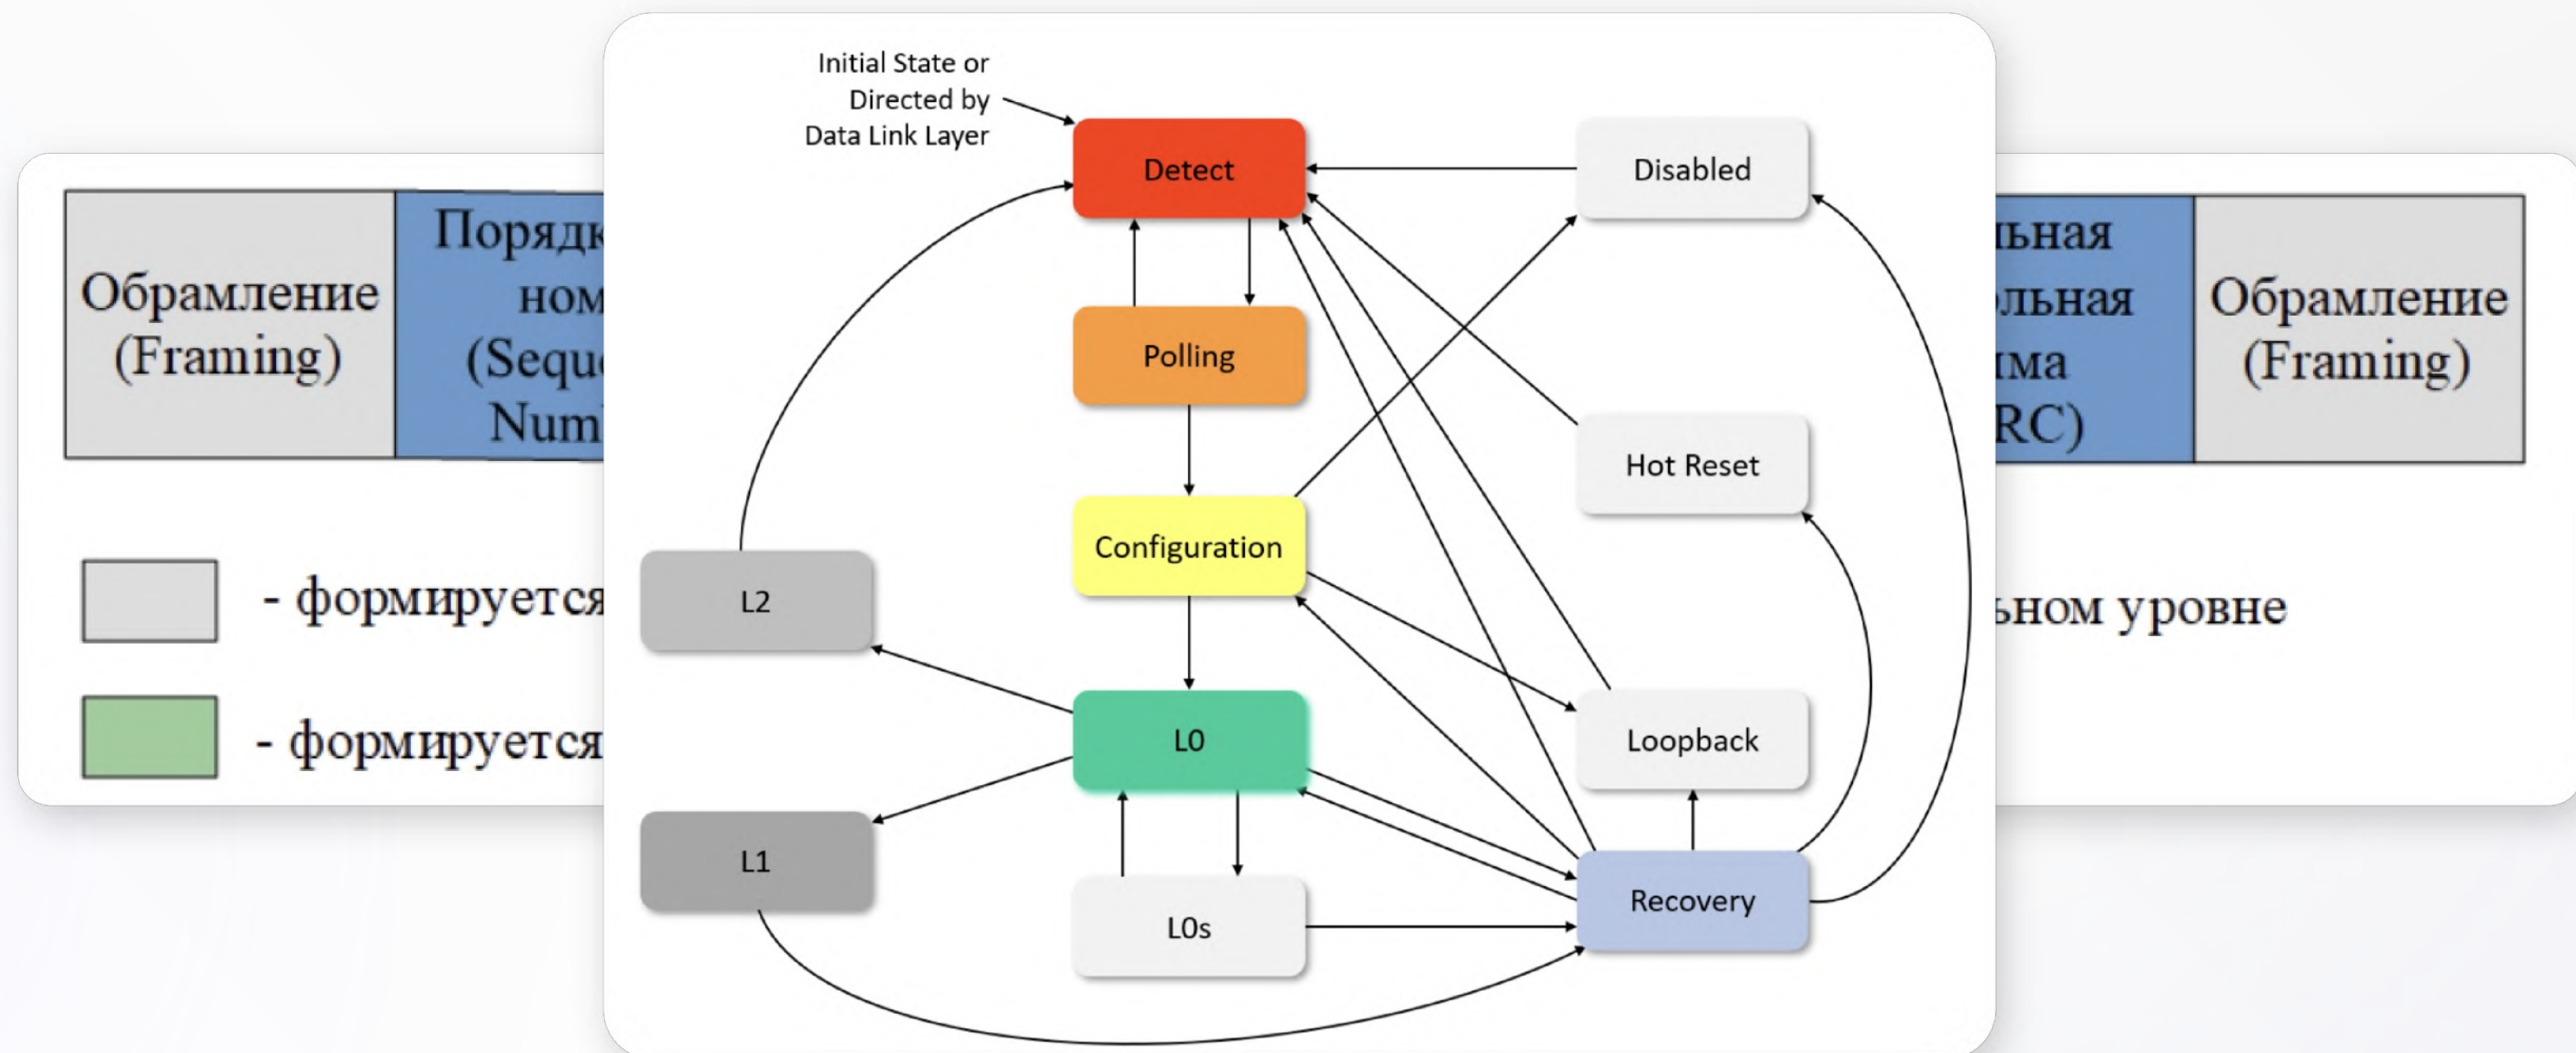 Initial State or
Directed by
Data Link Layer
Detect
Disabled
Polling
Hot Reset
Configuration
L2
L0
Loopback
L1
L0s
Recovery
Обрамление
(Framing)
- формируется
- формируется
Обрамление
(Framing)
уровне